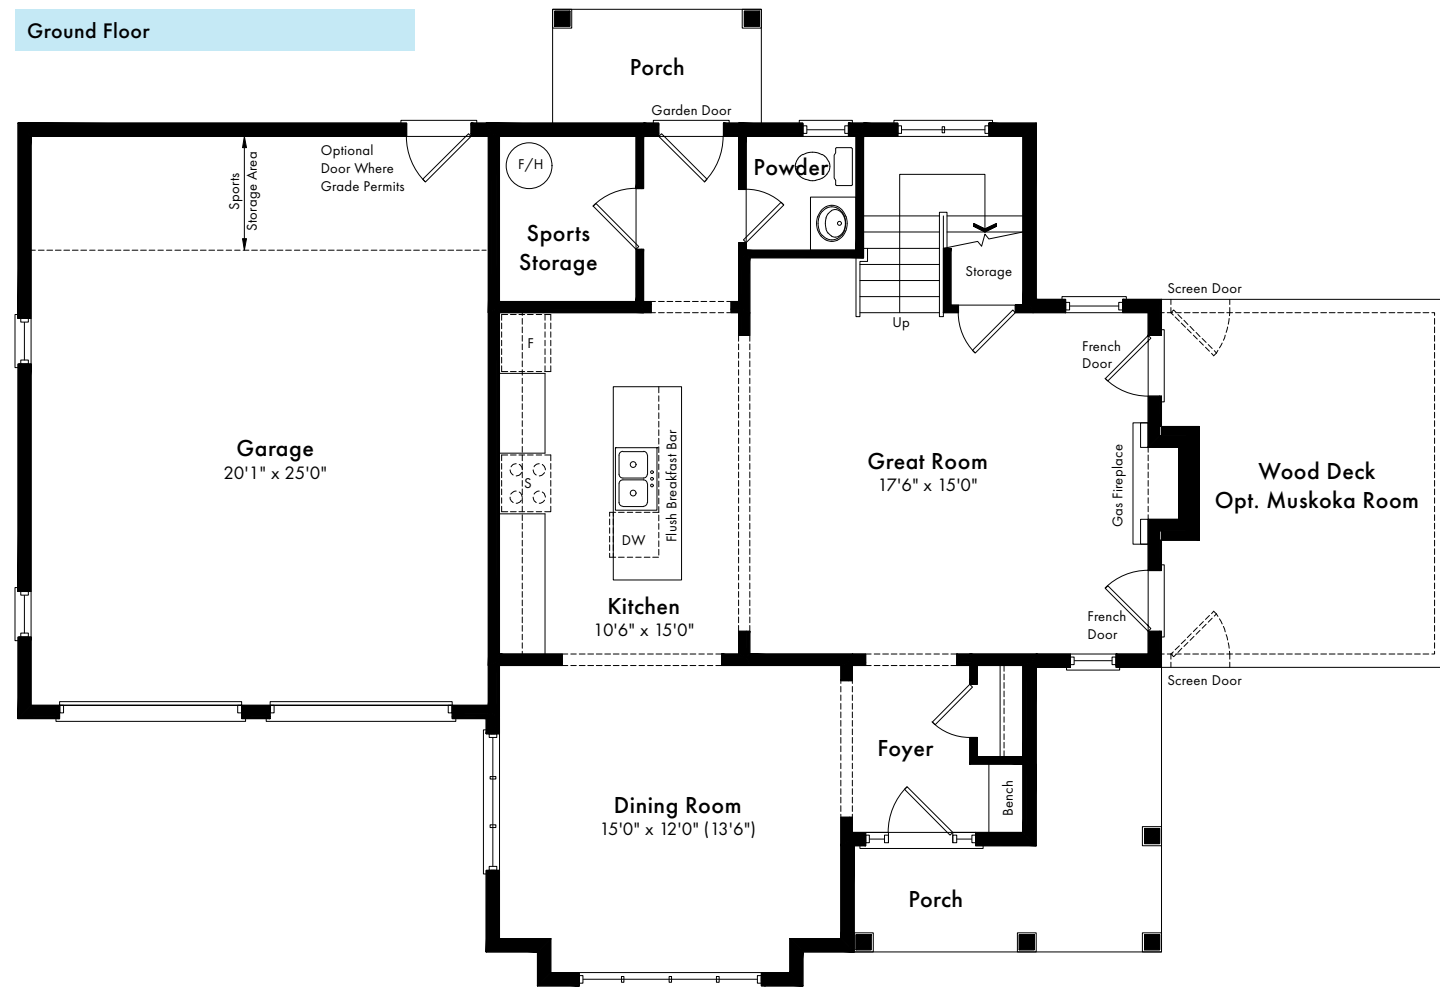 Ground Floor
Porch
Garden Door
Optional
Door Where
Grade Permits
Sports
Storage Area
F/H
Powder
Sports
Storage
Storage
Up
Screen Door
French
Door
F
Garage
20'1" x 25'0"
S
DW
Flush Breakfast Bar
Great Room
17'6" x 15'0"
Gas Fireplace
Wood Deck
Opt. Muskoka Room
Kitchen
10'6" x 15'0"
French
Door
Screen Door
Foyer
Bench
Dining Room
15'0" x 12'0" (13'6")
Porch